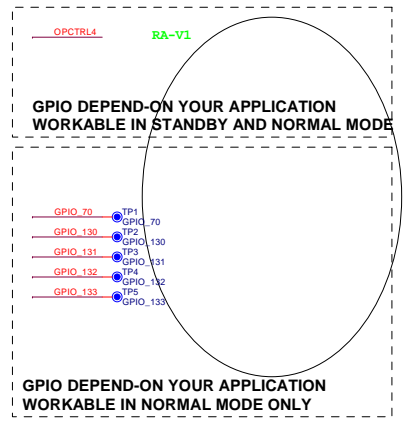 OPCTRL4 RA-V1
GPIO DEPEND-ON YOUR APPLICATION
WORKABLE IN STANDBY AND NORMAL MODE
GPIO_70 TP1
GPIO_70
GPIO_130 TP2
GPIO_130
GPIO_131 TP3
GPIO_131
GPIO_132 TP4
GPIO_132
GPIO_133 TP5
GPIO_133
GPIO DEPEND-ON YOUR APPLICATION
WORKABLE IN NORMAL MODE ONLY